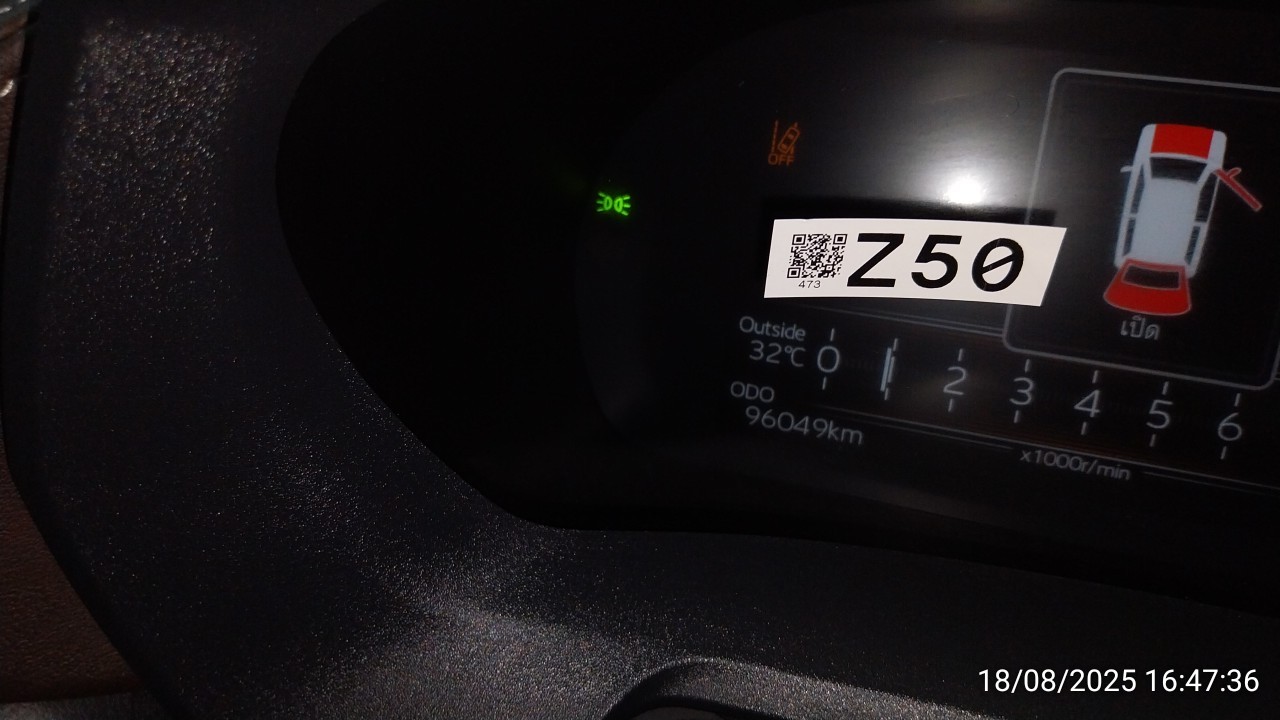 OFF
Z50
473
เปิด
Outside
32°C
0 1 2 3 4 5 6
ODO
96049km
x1000r/min
18/08/2025 16:47:36